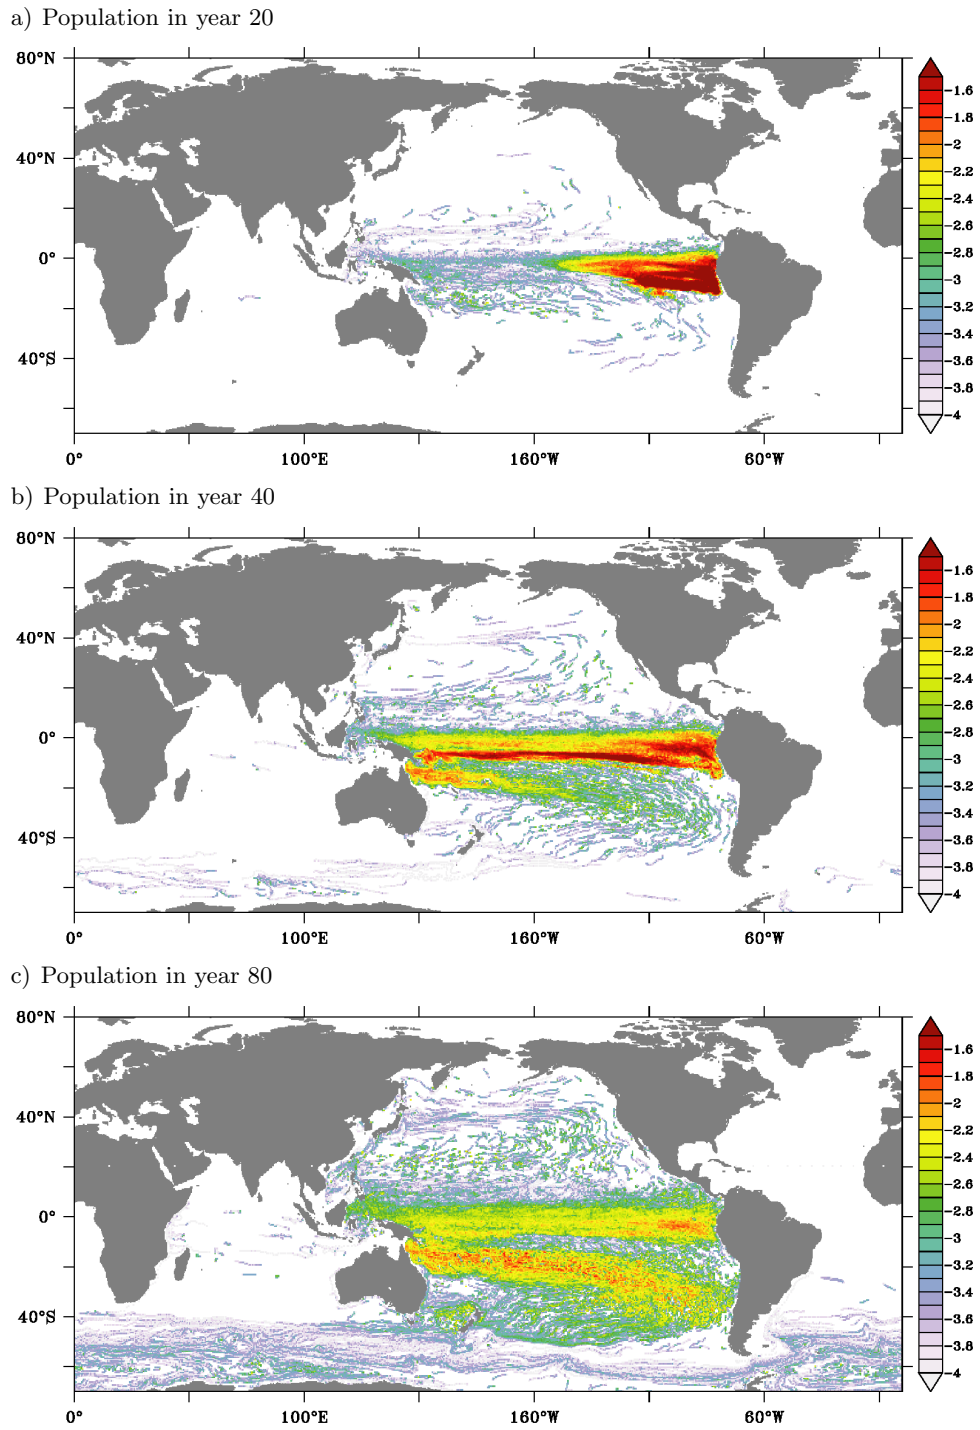 a) Population in year 20
80°N
40°N
0°
40°S
0°
100°E
160°W
60°W
-1.6
-1.8
-2
-2.2
-2.4
-2.6
-2.8
-3
-3.2
-3.4
-3.6
-3.8
-4
b) Population in year 40
80°N
40°N
0°
40°S
0°
100°E
160°W
60°W
-1.6
-1.8
-2
-2.2
-2.4
-2.6
-2.8
-3
-3.2
-3.4
-3.6
-3.8
-4
c) Population in year 80
80°N
40°N
0°
40°S
0°
100°E
160°W
60°W
-1.6
-1.8
-2
-2.2
-2.4
-2.6
-2.8
-3
-3.2
-3.4
-3.6
-3.8
-4